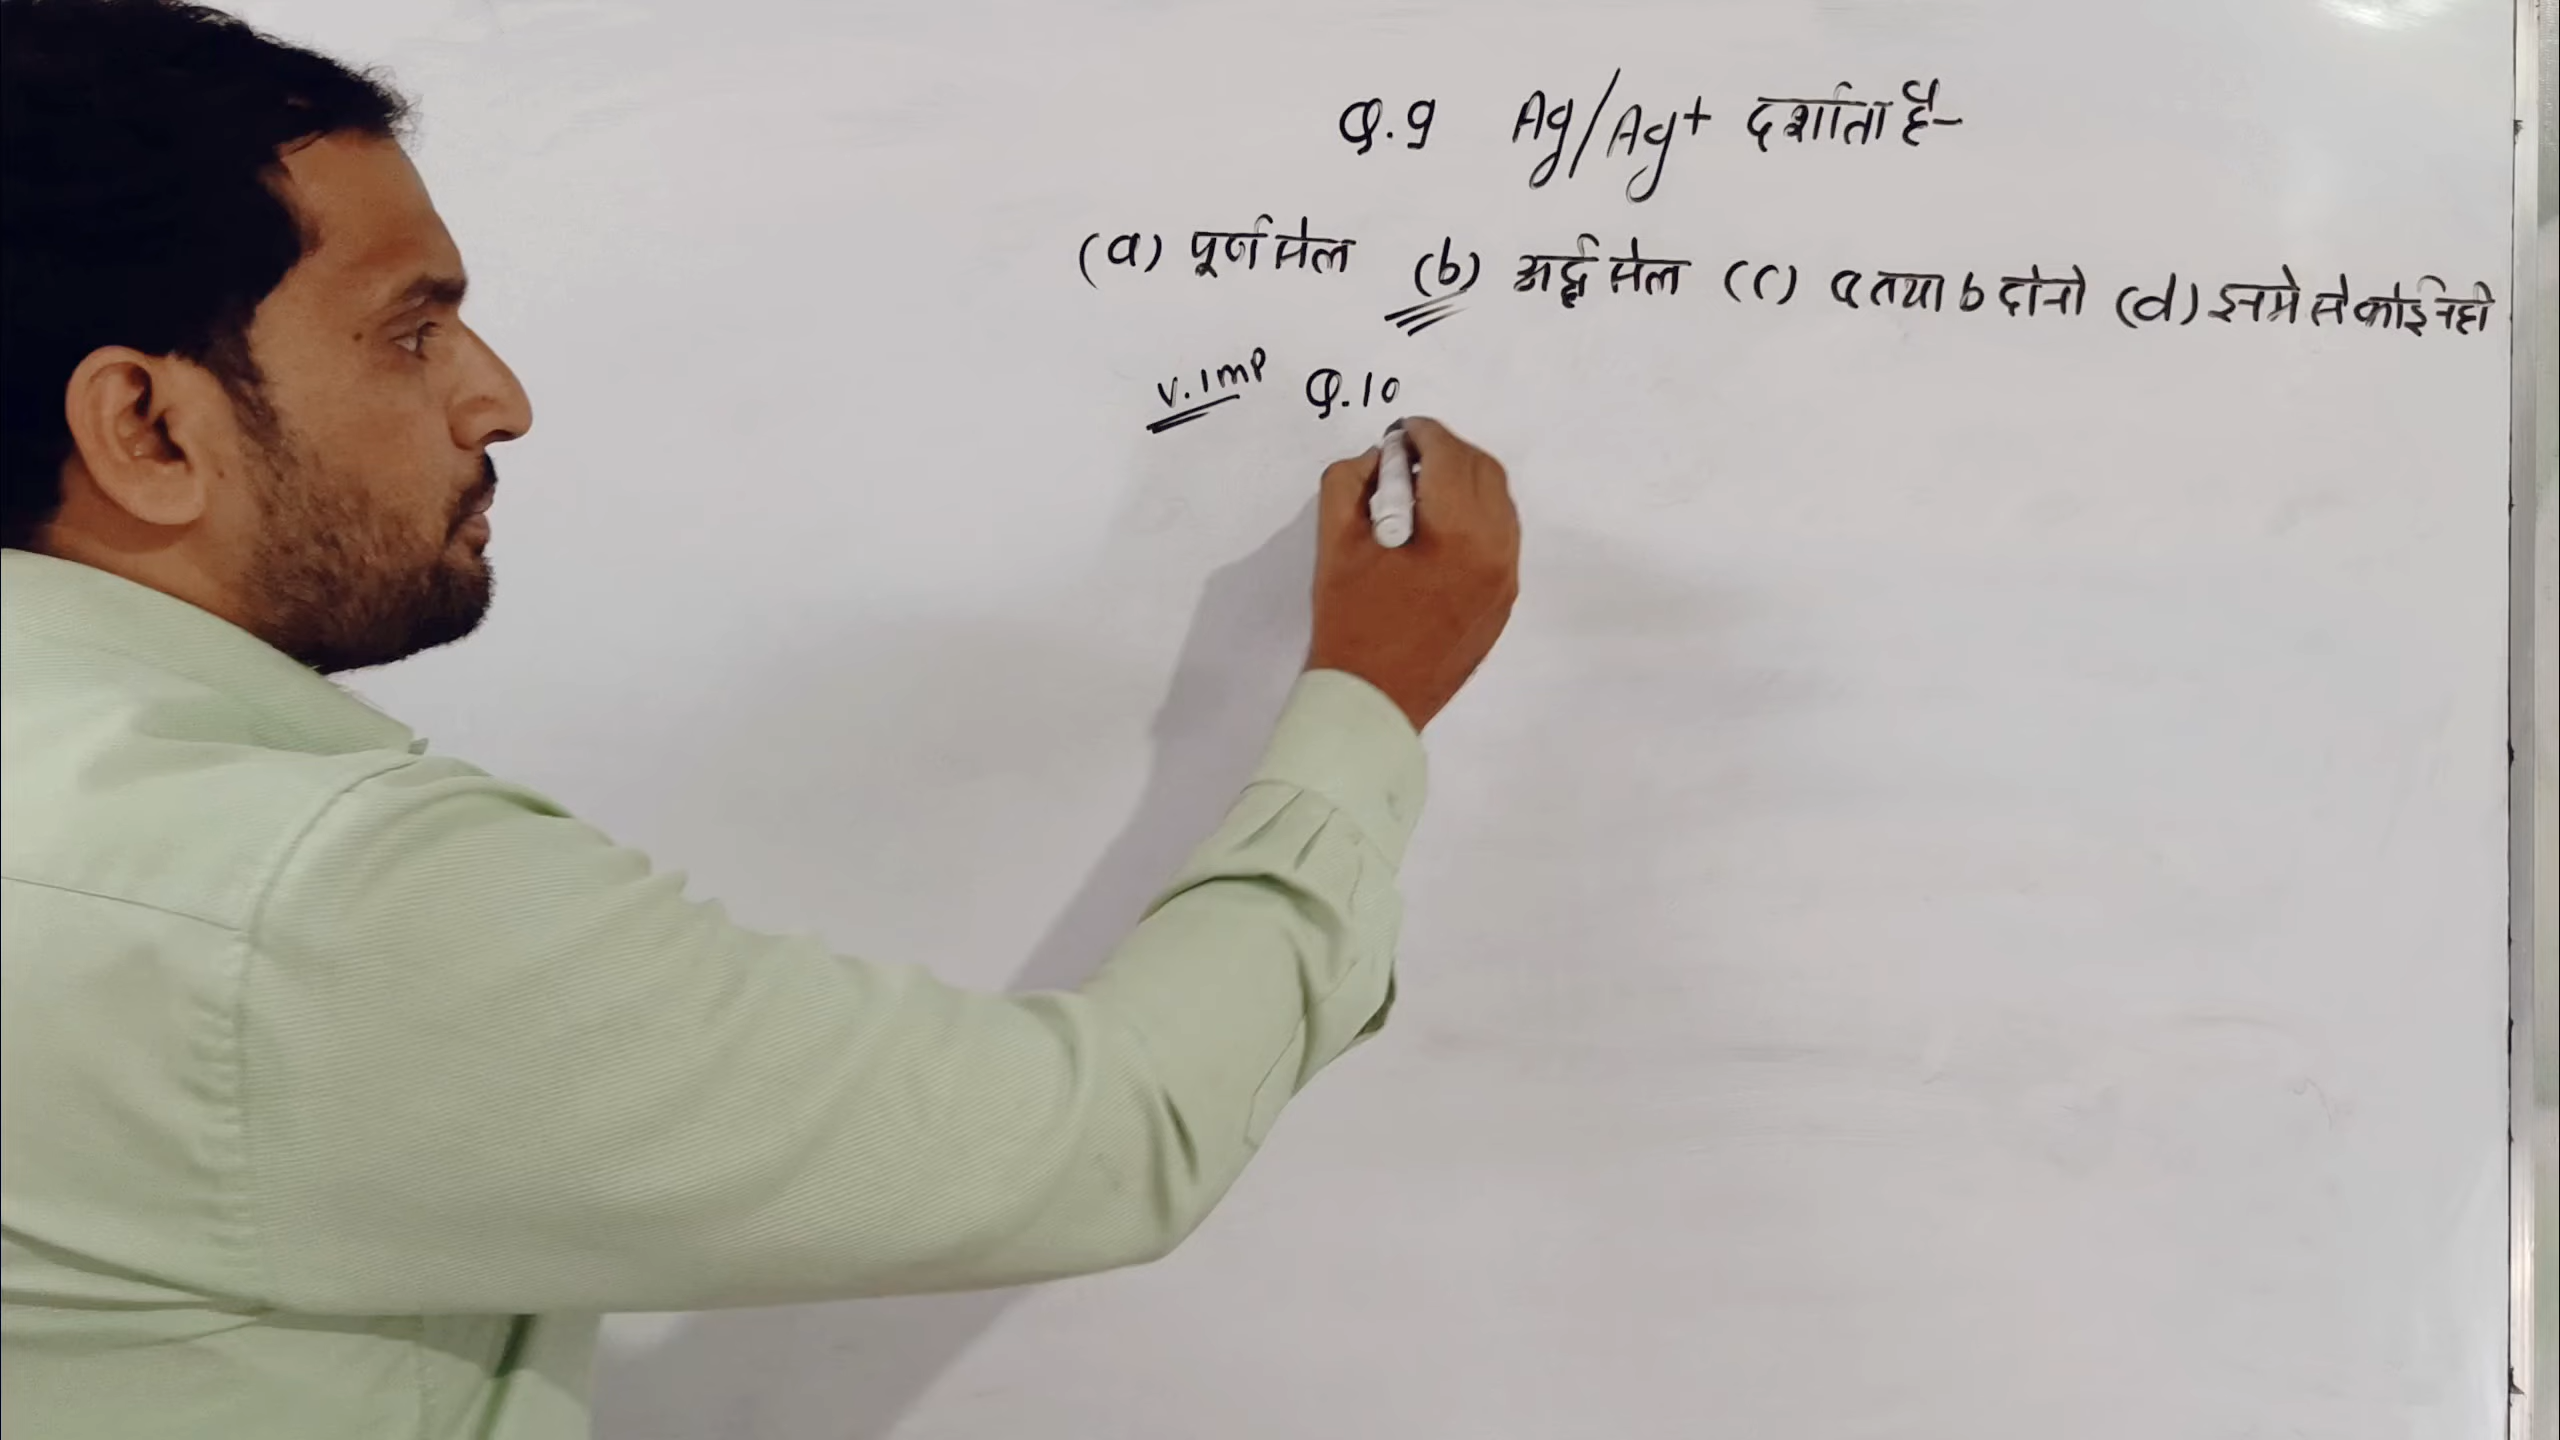 Q.9 Ag/Ag+ दर्शाता है-
(a) पूर्ण सेल (b) अर्द्ध सेल (c) a तथा b दोनो (d) इनमे से कोई नही
V.Imp Q.10